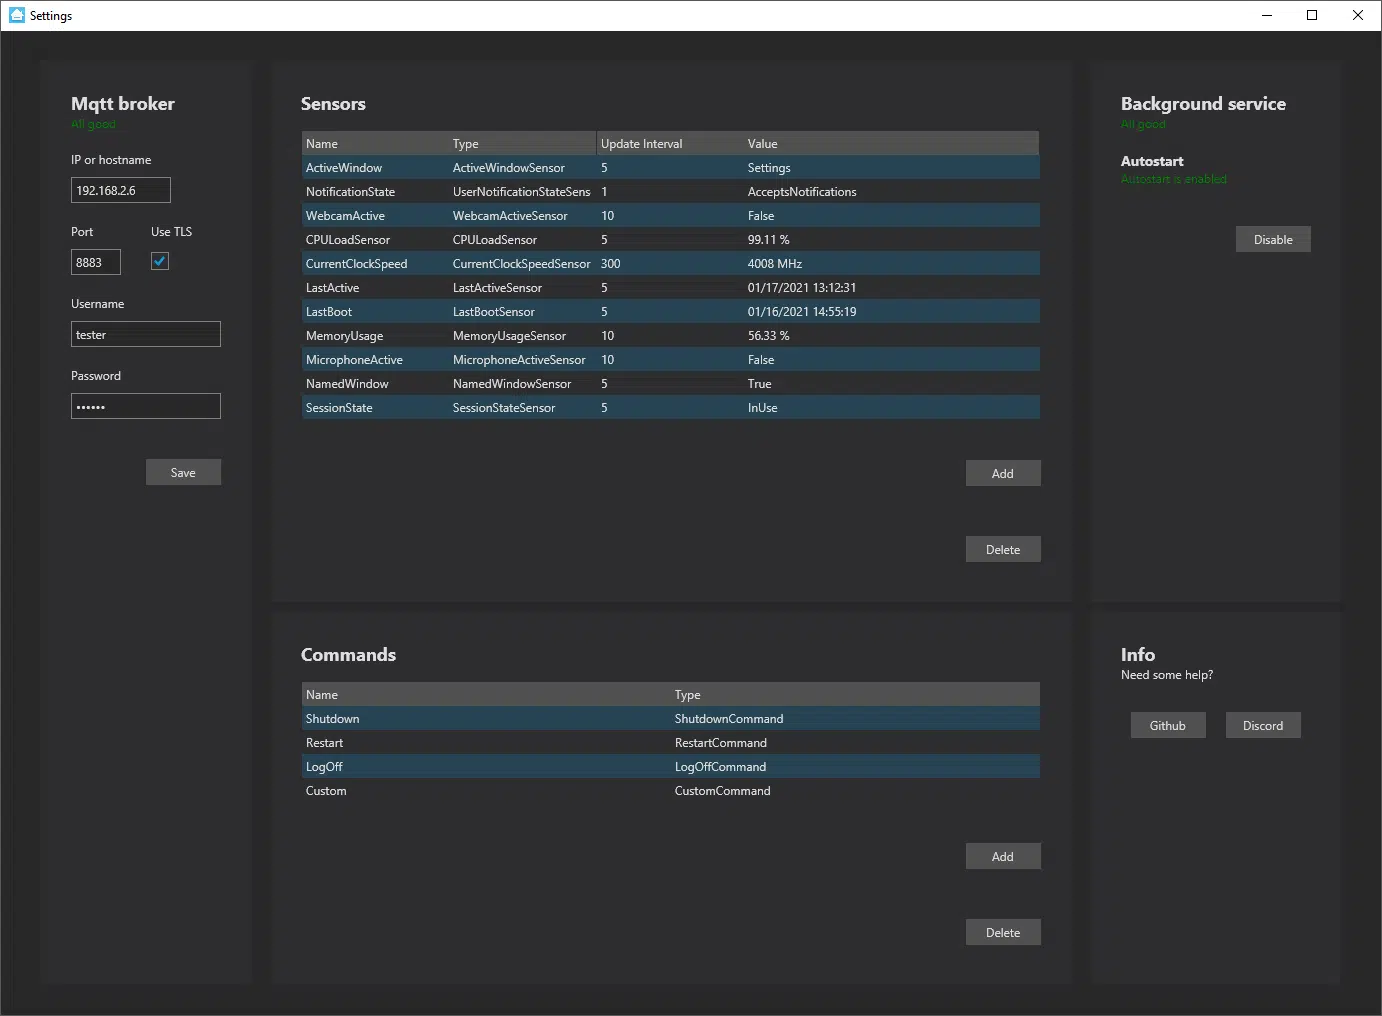 Settings
Mqtt broker
All good
IP or hostname
192.168.2.6
Port Use TLS
8883
Username
tester
Password
••••••
Save
Sensors
Name Type Update Interval Value
ActiveWindow ActiveWindowSensor 5 Settings
NotificationState UserNotificationStateSens 1 AcceptsNotifications
WebcamActive WebcamActiveSensor 10 False
CPULoadSensor CPULoadSensor 5 99.11 %
CurrentClockSpeed CurrentClockSpeedSensor 300 4008 MHz
LastActive LastActiveSensor 5 01/17/2021 13:12:31
LastBoot LastBootSensor 5 01/16/2021 14:55:19
MemoryUsage MemoryUsageSensor 10 56.33 %
MicrophoneActive MicrophoneActiveSensor 10 False
NamedWindow NamedWindowSensor 5 True
SessionState SessionStateSensor 5 InUse
Add
Delete
Commands
Name Type
Shutdown ShutdownCommand
Restart RestartCommand
LogOff LogOffCommand
Custom CustomCommand
Add
Delete
Background service
All good
Autostart
Autostart is enabled
Disable
Info
Need some help?
Github Discord